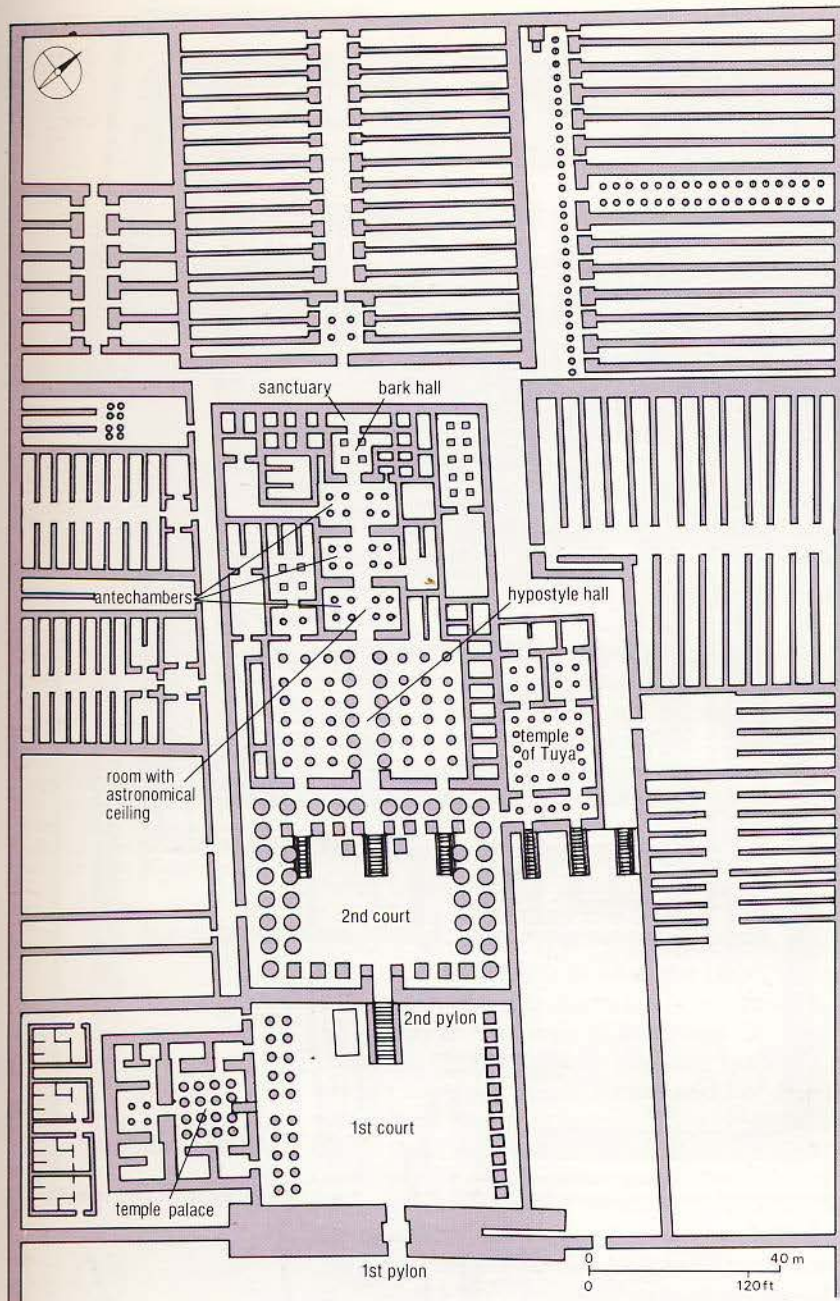 sanctuary
bark hall
antechambers
hypostyle hall
temple
of Tuya
room with
astronomical
ceiling
2nd court
2nd pylon
1st court
temple palace
1st pylon
0 40 m
0 120 ft